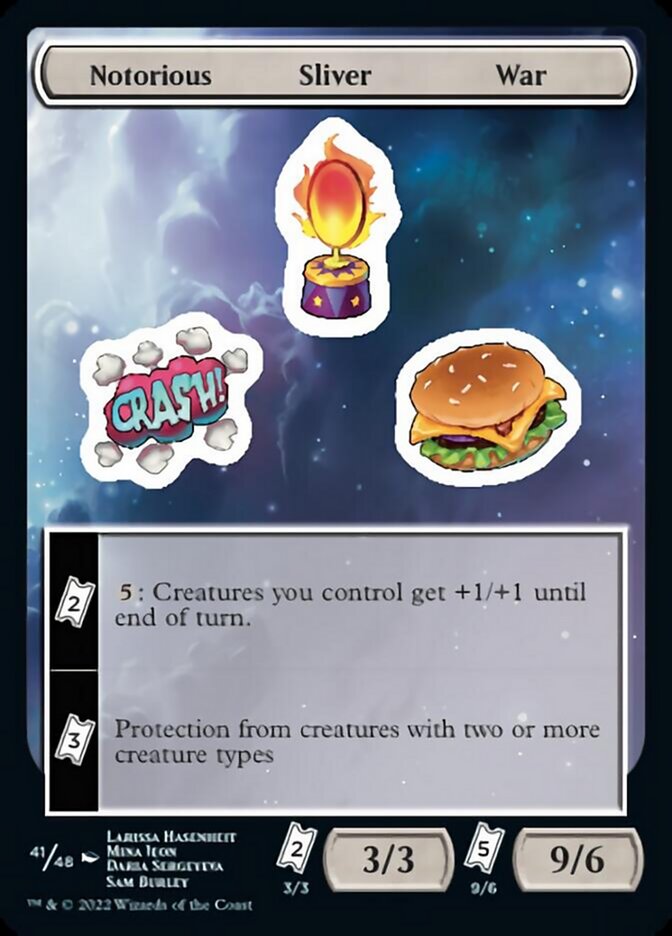 Notorious Sliver War
CRASH!
2
5: Creatures you control get +1/+1 until
end of turn.
3
Protection from creatures with two or more
creature types
41/48
Larissa Hasenheit
Mina Jeon
Daria Sergeyeva
Sam Burley
2
3/3
3/3
5
9/6
9/6
™ & © 2022 Wizards of the Coast